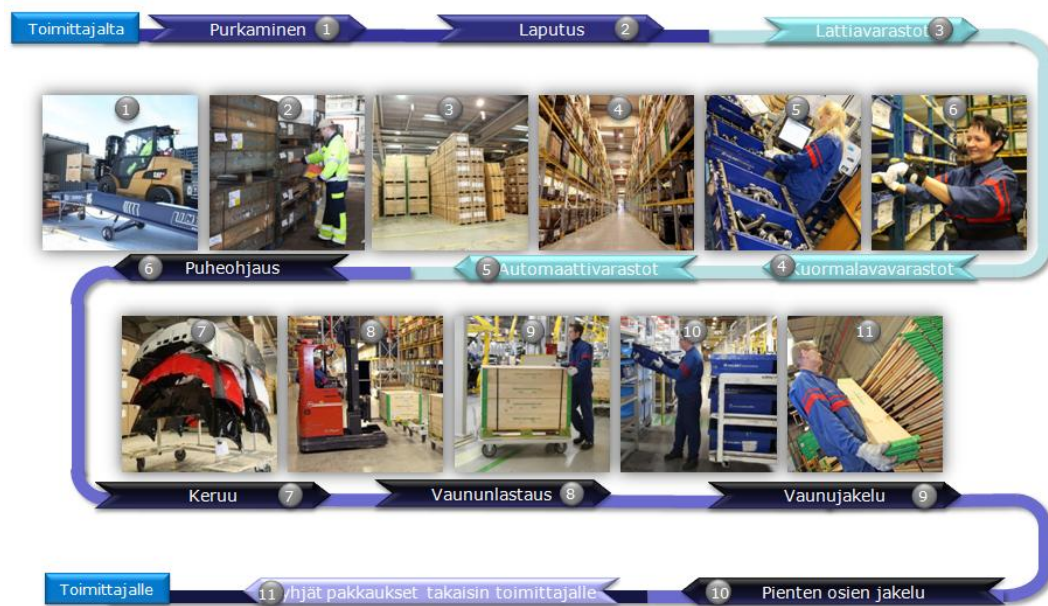 Toimittajalta
Purkaminen 1
Laputus 2
Lattiavarastot 3
1
2
3
4
5
6
6 Puheohjaus
5 Automaattivarastot
4 Kuormalavavarastot
7
8
9
10
11
Keruu 7
Vaununlastaus 8
Vaunujakelu 9
Toimittajalle
11 yhjät pakkaukset takaisin toimittajalle
10 Pienten osien jakelu